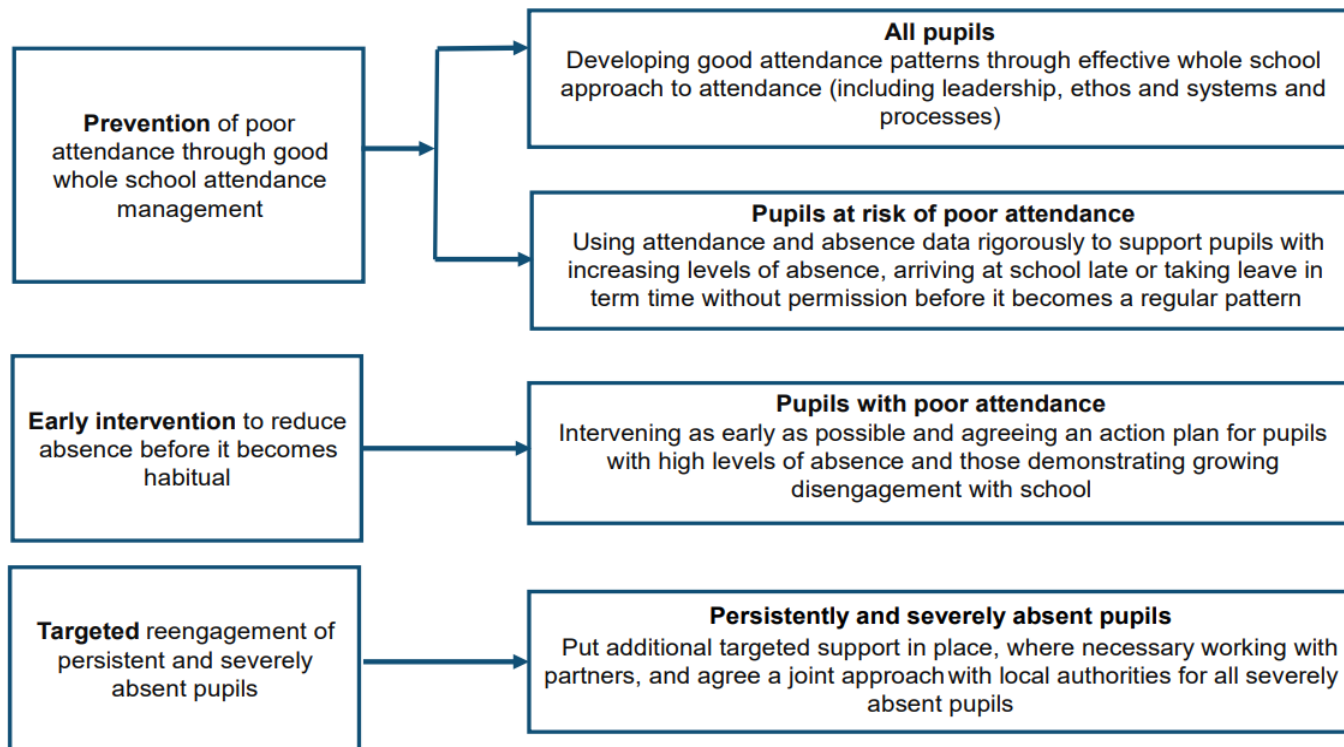 Prevention of poor
attendance through good
whole school attendance
management
All pupils
Developing good attendance patterns through effective whole school
approach to attendance (including leadership, ethos and systems and
processes)
Pupils at risk of poor attendance
Using attendance and absence data rigorously to support pupils with
increasing levels of absence, arriving at school late or taking leave in
term time without permission before it becomes a regular pattern
Early intervention to reduce
absence before it becomes
habitual
Pupils with poor attendance
Intervening as early as possible and agreeing an action plan for pupils
with high levels of absence and those demonstrating growing
disengagement with school
Targeted reengagement of
persistent and severely
absent pupils
Persistently and severely absent pupils
Put additional targeted support in place, where necessary working with
partners, and agree a joint approach with local authorities for all severely
absent pupils